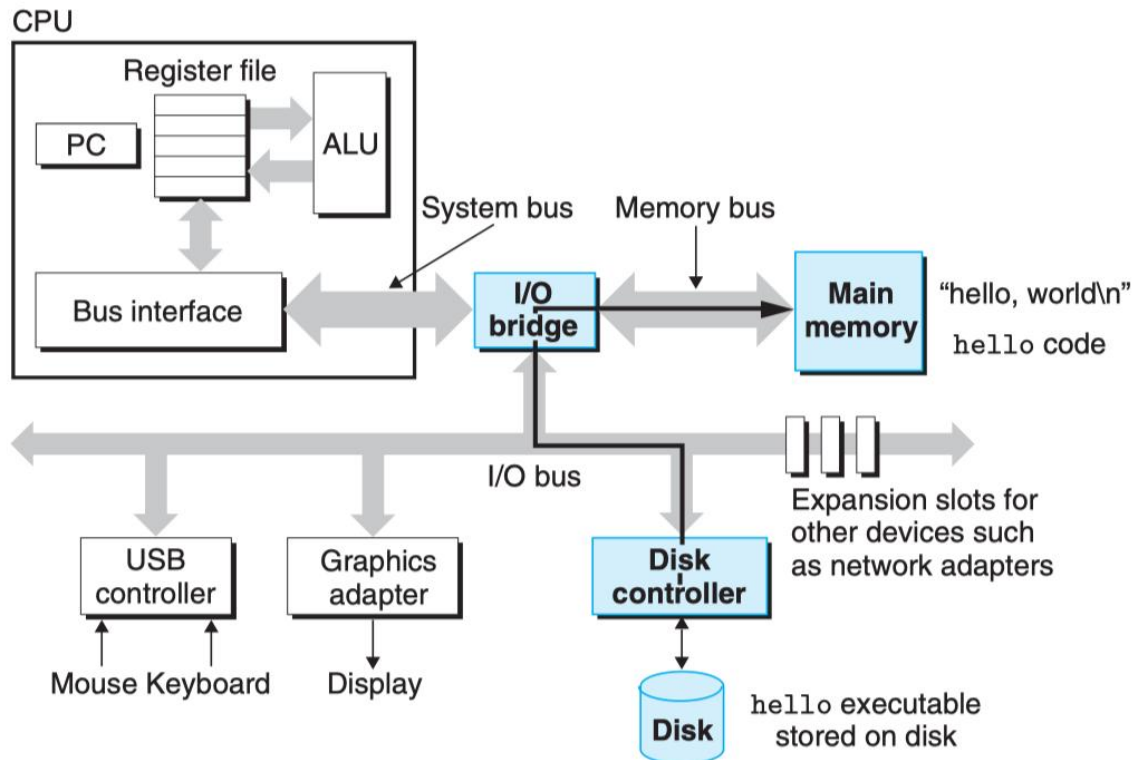 CPU
Register file
PC
ALU
System bus
Memory bus
Bus interface
I/O
bridge
Main
memory
“hello, world\n”
hello code
I/O bus
Expansion slots for
other devices such
as network adapters
USB
controller
Graphics
adapter
Disk
controller
Mouse Keyboard
Display
Disk
hello executable
stored on disk